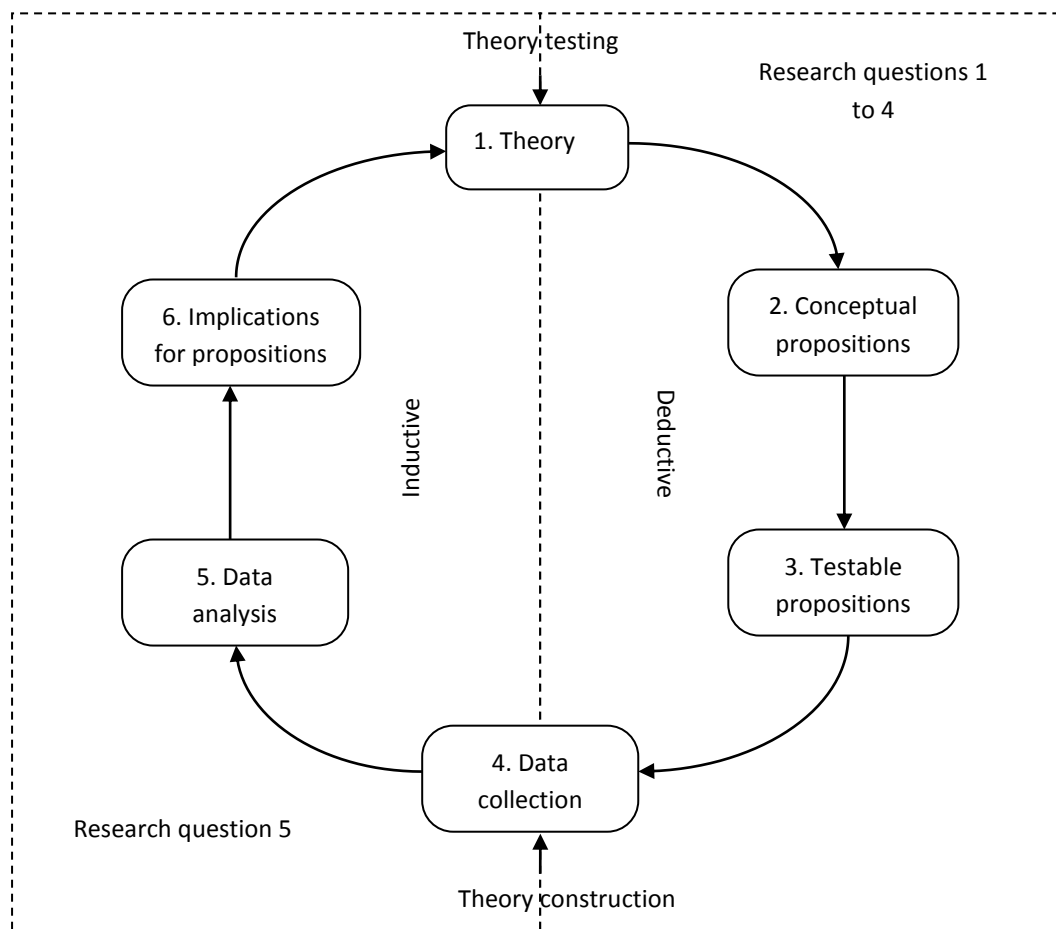 Theory testing
Research questions 1
to 4
1. Theory
2. Conceptual
propositions
6. Implications
for propositions
Inductive
Deductive
3. Testable
propositions
5. Data
analysis
4. Data
collection
Research question 5
Theory construction